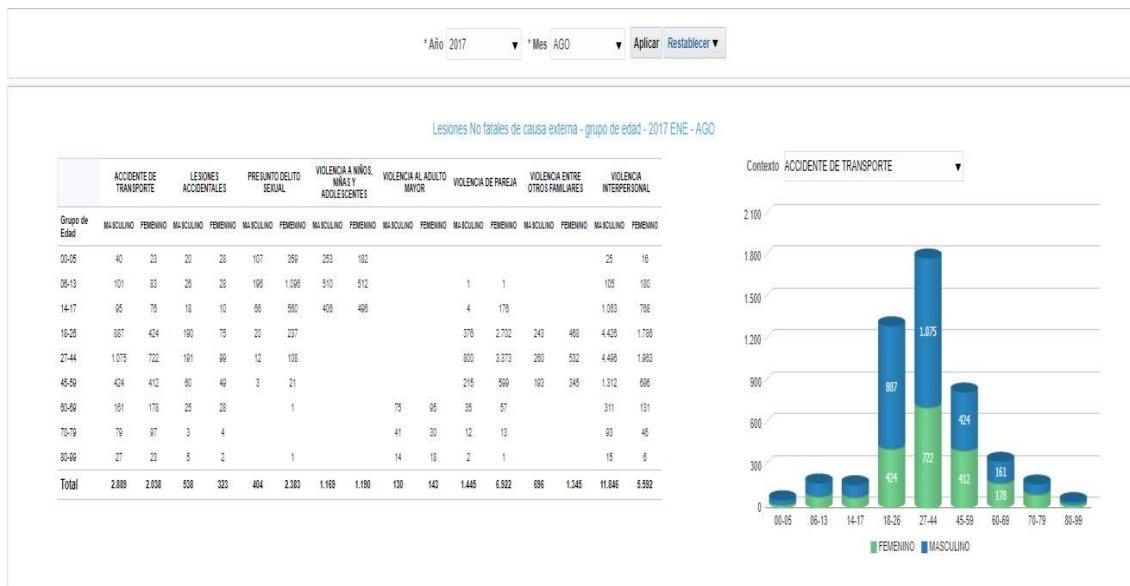 * Año 2017 ▼ * Mes AGO ▼ Aplicar Restablecer ▼
Lesiones No fatales de causa externa - grupo de edad - 2017 ENE - AGO
ACCIDENTE DE TRANSPORTE LESIONES ACCIDENTALES PRESUNTO DELITO SEXUAL VIOLENCIA A NIÑOS, NIÑAS Y ADOLESCENTES VIOLENCIA AL ADULTO MAYOR VIOLENCIA DE PAREJA VIOLENCIA ENTRE OTROS FAMILIARES VIOLENCIA INTERPERSONAL
Grupo de Edad MASCULINO FEMENINO MASCULINO FEMENINO MASCULINO FEMENINO MASCULINO FEMENINO MASCULINO FEMENINO MASCULINO FEMENINO MASCULINO FEMENINO MASCULINO FEMENINO
00-05 40 23 20 28 107 359 253 182 25 16
06-13 101 83 26 28 196 1.096 510 512 1 1 105 180
14-17 95 76 18 10 66 560 406 496 4 176 1.063 768
18-26 887 424 190 75 20 237 376 2.702 243 468 4.426 1.786
27-44 1.075 722 191 99 12 108 800 3.373 260 532 4.496 1.963
45-59 424 412 60 49 3 21 215 599 193 345 1.312 696
60-69 161 178 25 28 1 75 95 35 57 311 131
70-79 79 97 3 4 41 30 12 13 93 46
80-99 27 23 5 2 1 14 18 2 1 15 6
Total 2.889 2.038 538 323 404 2.383 1.169 1.190 130 143 1.445 6.922 696 1.345 11.846 5.592
Contexto ACCIDENTE DE TRANSPORTE ▼
2.100
1.800
1.500
1.200
900
600
300
0
887
424
1.075
722
424
412
161
178
00-05 06-13 14-17 18-26 27-44 45-59 60-69 70-79 80-99
FEMENINO MASCULINO